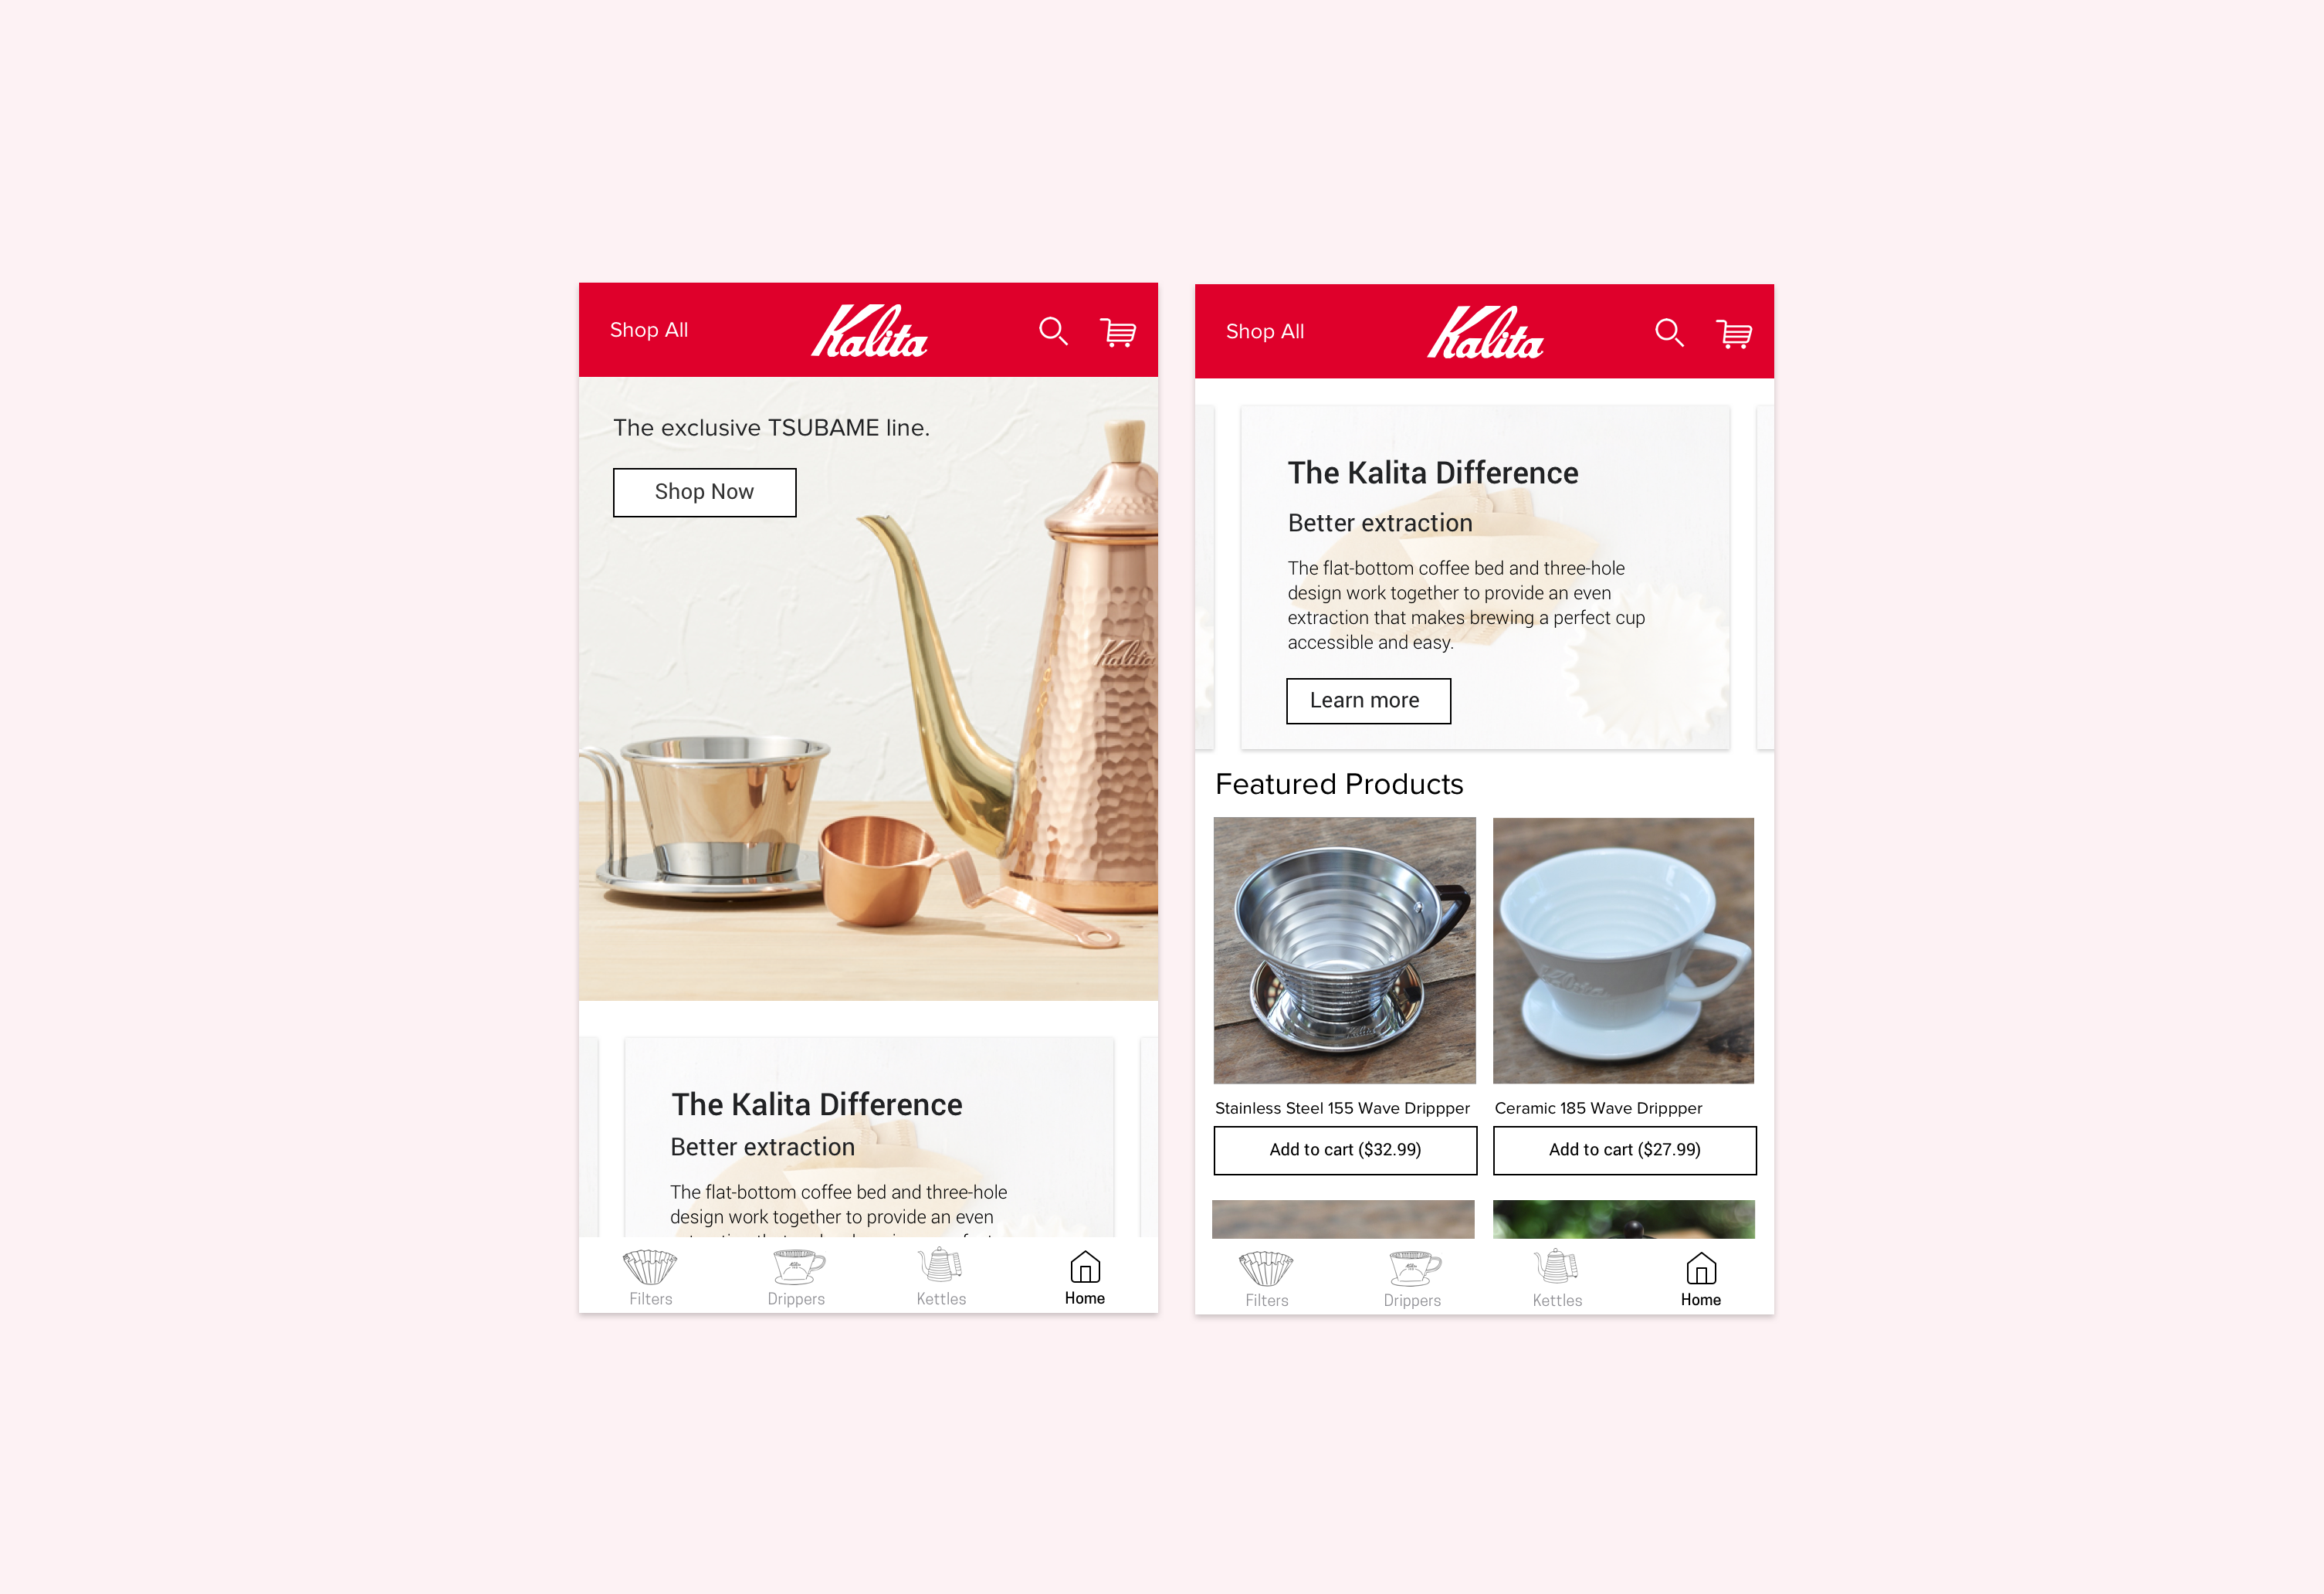 Shop All
Kalita
The exclusive TSUBAME line.
Shop Now
Kalita
The Kalita Difference
Better extraction
The flat-bottom coffee bed and three-hole
design work together to provide an even
Filters
Drippers
Kettles
Home
Shop All
Kalita
The Kalita Difference
Better extraction
The flat-bottom coffee bed and three-hole
design work together to provide an even
extraction that makes brewing a perfect cup
accessible and easy.
Learn more
Featured Products
Kalita
Kalita
Stainless Steel 155 Wave Drippper
Ceramic 185 Wave Drippper
Add to cart ($32.99)
Add to cart ($27.99)
Filters
Drippers
Kettles
Home